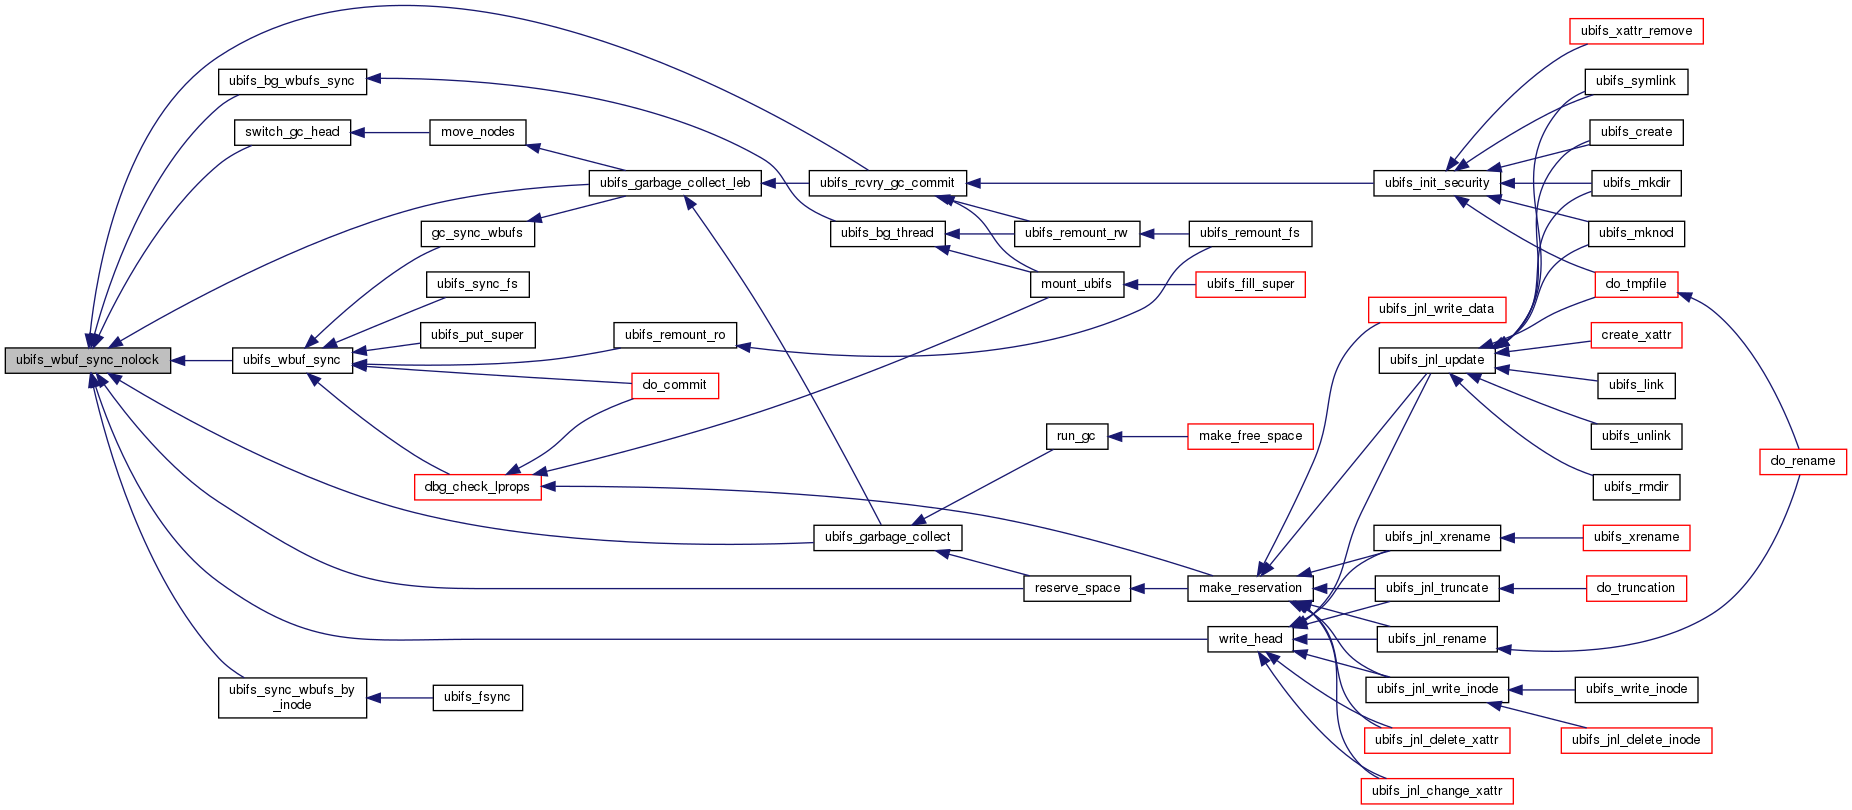 ubifs_xattr_remove
ubifs_bg_wbufs_sync
ubifs_symlink
switch_gc_head
move_nodes
ubifs_create
ubifs_garbage_collect_leb
ubifs_rcvry_gc_commit
ubifs_init_security
ubifs_mkdir
gc_sync_wbufs
ubifs_bg_thread
ubifs_remount_rw
ubifs_remount_fs
ubifs_mknod
ubifs_sync_fs
mount_ubifs
ubifs_fill_super
do_tmpfile
ubifs_jnl_write_data
ubifs_put_super
ubifs_remount_ro
create_xattr
ubifs_wbuf_sync_nolock
ubifs_wbuf_sync
ubifs_jnl_update
do_commit
ubifs_link
run_gc
make_free_space
ubifs_unlink
do_rename
dbg_check_lprops
ubifs_rmdir
ubifs_garbage_collect
ubifs_jnl_xrename
ubifs_xrename
reserve_space
make_reservation
ubifs_jnl_truncate
do_truncation
write_head
ubifs_jnl_rename
ubifs_sync_wbufs_by
_inode
ubifs_fsync
ubifs_jnl_write_inode
ubifs_write_inode
ubifs_jnl_delete_xattr
ubifs_jnl_delete_inode
ubifs_jnl_change_xattr